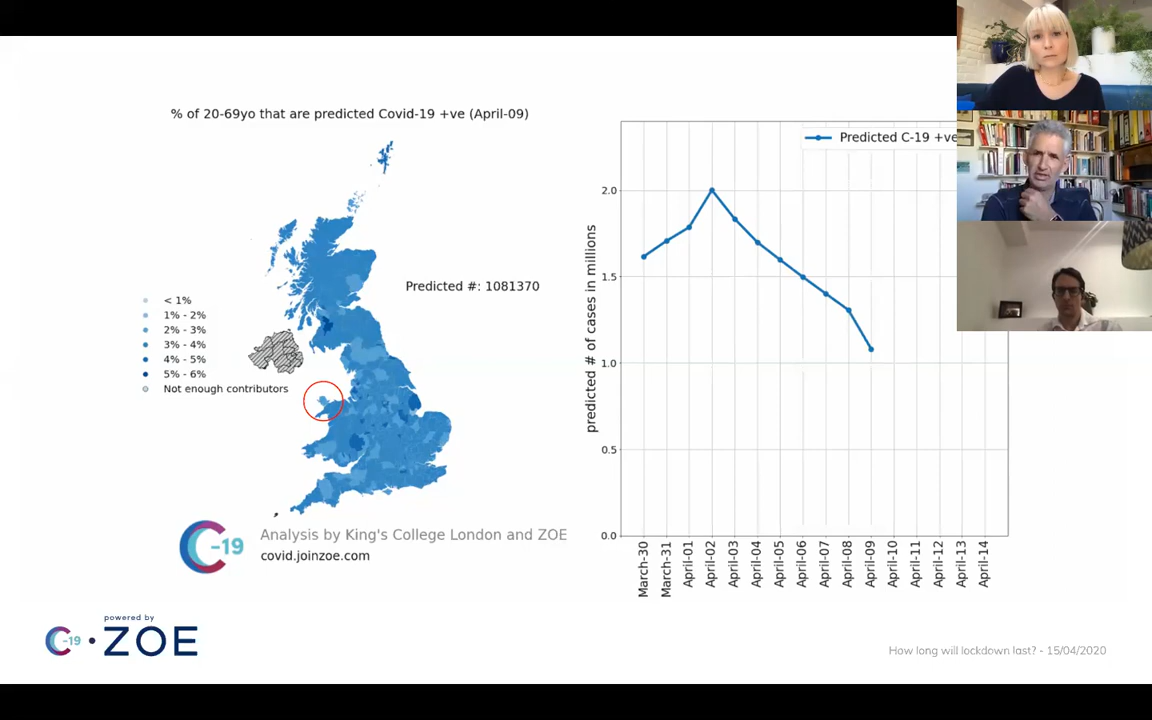 % of 20-69yo that are predicted Covid-19 +ve (April-09)
Predicted #: 1081370
< 1%
1% - 2%
2% - 3%
3% - 4%
4% - 5%
5% - 6%
Not enough contributors
C-19
Analysis by King's College London and ZOE
covid.joinzoe.com
Predicted C-19 +ve
predicted # of cases in millions
2.0
1.5
1.0
0.5
0.0
March-30
March-31
April-01
April-02
April-03
April-04
April-05
April-06
April-07
April-08
April-09
April-10
April-11
April-12
April-13
April-14
powered by
C-19 • ZOE
How long will lockdown last? - 15/04/2020